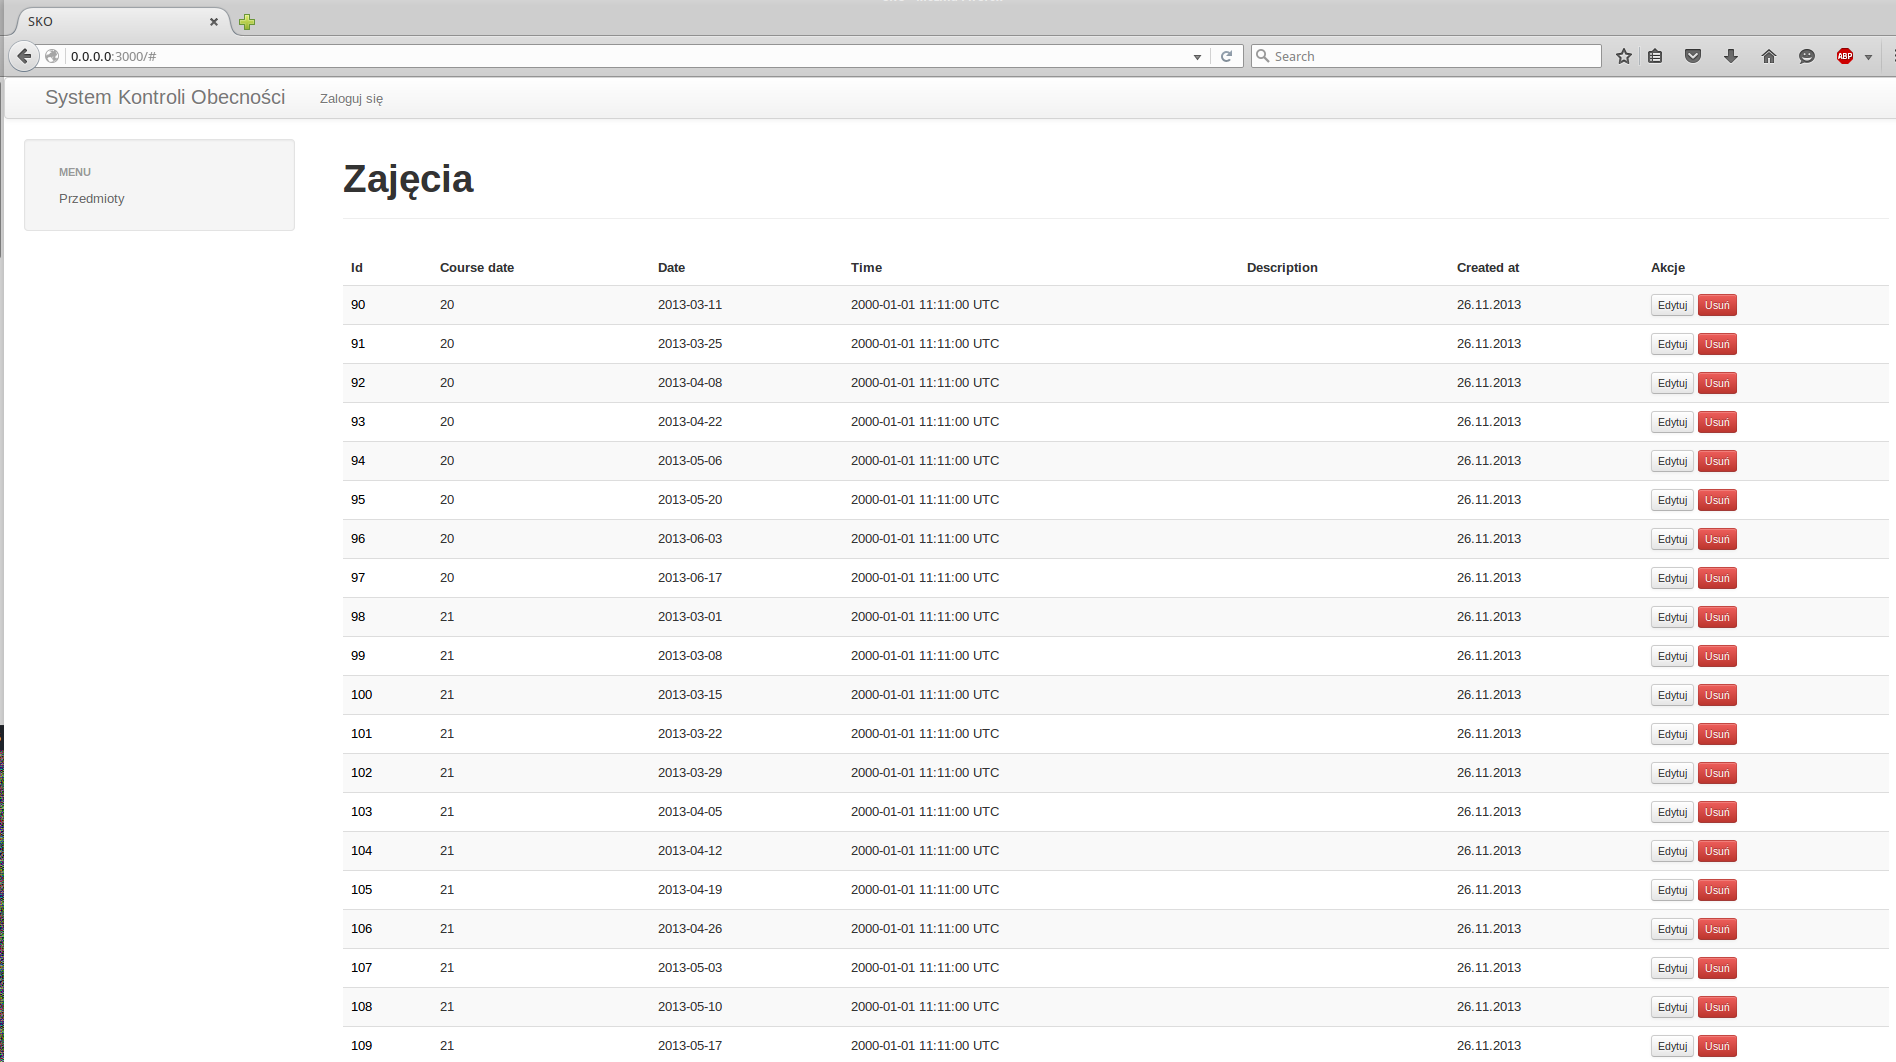 SKO
0.0.0.0:3000/#
Search
ABP
System Kontroli Obecności Zaloguj się
MENU
Przedmioty
Zajęcia
Id Course date Date Time Description Created at Akcje
90 20 2013-03-11 2000-01-01 11:11:00 UTC 26.11.2013 Edytuj Usuń
91 20 2013-03-25 2000-01-01 11:11:00 UTC 26.11.2013 Edytuj Usuń
92 20 2013-04-08 2000-01-01 11:11:00 UTC 26.11.2013 Edytuj Usuń
93 20 2013-04-22 2000-01-01 11:11:00 UTC 26.11.2013 Edytuj Usuń
94 20 2013-05-06 2000-01-01 11:11:00 UTC 26.11.2013 Edytuj Usuń
95 20 2013-05-20 2000-01-01 11:11:00 UTC 26.11.2013 Edytuj Usuń
96 20 2013-06-03 2000-01-01 11:11:00 UTC 26.11.2013 Edytuj Usuń
97 20 2013-06-17 2000-01-01 11:11:00 UTC 26.11.2013 Edytuj Usuń
98 21 2013-03-01 2000-01-01 11:11:00 UTC 26.11.2013 Edytuj Usuń
99 21 2013-03-08 2000-01-01 11:11:00 UTC 26.11.2013 Edytuj Usuń
100 21 2013-03-15 2000-01-01 11:11:00 UTC 26.11.2013 Edytuj Usuń
101 21 2013-03-22 2000-01-01 11:11:00 UTC 26.11.2013 Edytuj Usuń
102 21 2013-03-29 2000-01-01 11:11:00 UTC 26.11.2013 Edytuj Usuń
103 21 2013-04-05 2000-01-01 11:11:00 UTC 26.11.2013 Edytuj Usuń
104 21 2013-04-12 2000-01-01 11:11:00 UTC 26.11.2013 Edytuj Usuń
105 21 2013-04-19 2000-01-01 11:11:00 UTC 26.11.2013 Edytuj Usuń
106 21 2013-04-26 2000-01-01 11:11:00 UTC 26.11.2013 Edytuj Usuń
107 21 2013-05-03 2000-01-01 11:11:00 UTC 26.11.2013 Edytuj Usuń
108 21 2013-05-10 2000-01-01 11:11:00 UTC 26.11.2013 Edytuj Usuń
109 21 2013-05-17 2000-01-01 11:11:00 UTC 26.11.2013 Edytuj Usuń